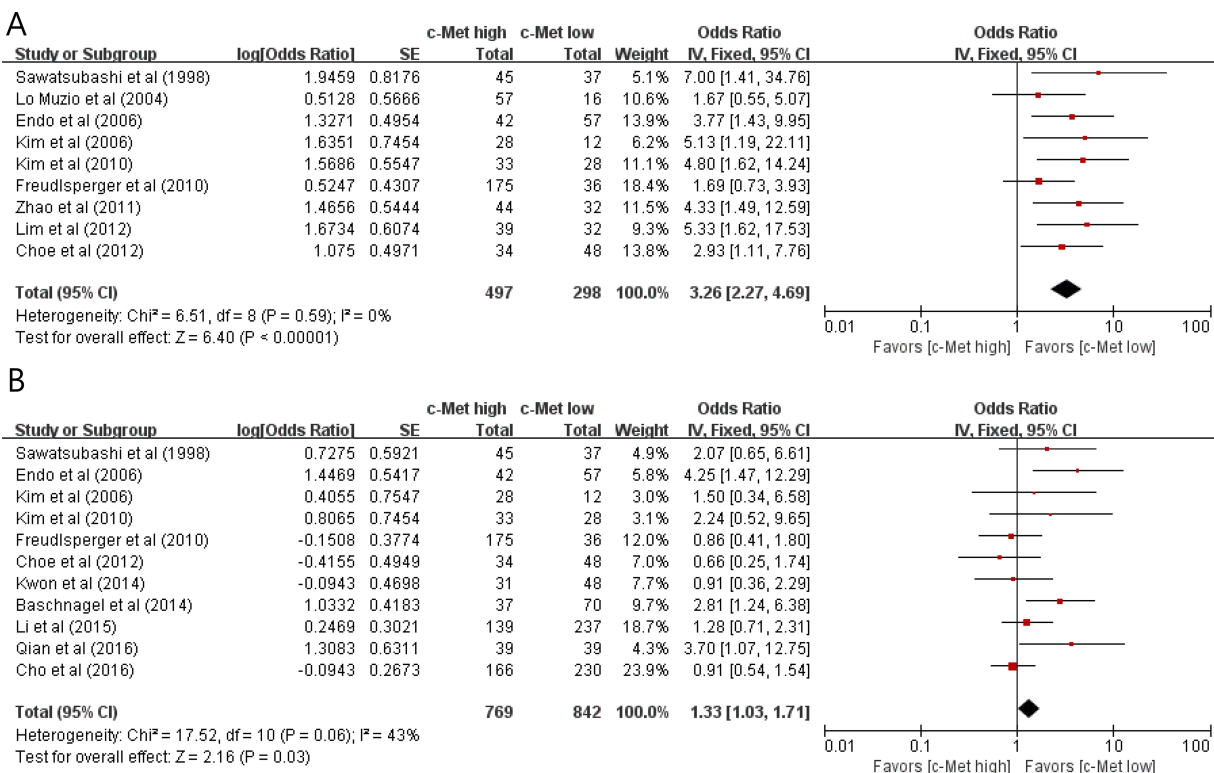 A
c-Met high c-Met low Odds Ratio Odds Ratio
Study or Subgroup log[Odds Ratio] SE Total Total Weight IV, Fixed, 95% CI IV, Fixed, 95% CI
Sawatsubashi et al (1998) 1.9459 0.8176 45 37 5.1% 7.00 [1.41, 34.76]
Lo Muzio et al (2004) 0.5128 0.5666 57 16 10.6% 1.67 [0.55, 5.07]
Endo et al (2006) 1.3271 0.4954 42 57 13.9% 3.77 [1.43, 9.95]
Kim et al (2006) 1.6351 0.7454 28 12 6.2% 5.13 [1.19, 22.11]
Kim et al (2010) 1.5686 0.5547 33 28 11.1% 4.80 [1.62, 14.24]
Freudlsperger et al (2010) 0.5247 0.4307 175 36 18.4% 1.69 [0.73, 3.93]
Zhao et al (2011) 1.4656 0.5444 44 32 11.5% 4.33 [1.49, 12.59]
Lim et al (2012) 1.6734 0.6074 39 32 9.3% 5.33 [1.62, 17.53]
Choe et al (2012) 1.075 0.4971 34 48 13.8% 2.93 [1.11, 7.76]
Total (95% CI) 497 298 100.0% 3.26 [2.27, 4.69]
Heterogeneity: Chi² = 6.51, df = 8 (P = 0.59); I² = 0%
Test for overall effect: Z = 6.40 (P < 0.00001)
0.01 0.1 1 10 100
Favors [c-Met high] Favors [c-Met low]
B
c-Met high c-Met low Odds Ratio Odds Ratio
Study or Subgroup log[Odds Ratio] SE Total Total Weight IV, Fixed, 95% CI IV, Fixed, 95% CI
Sawatsubashi et al (1998) 0.7275 0.5921 45 37 4.9% 2.07 [0.65, 6.61]
Endo et al (2006) 1.4469 0.5417 42 57 5.8% 4.25 [1.47, 12.29]
Kim et al (2006) 0.4055 0.7547 28 12 3.0% 1.50 [0.34, 6.58]
Kim et al (2010) 0.8065 0.7454 33 28 3.1% 2.24 [0.52, 9.65]
Freudlsperger et al (2010) -0.1508 0.3774 175 36 12.0% 0.86 [0.41, 1.80]
Choe et al (2012) -0.4155 0.4949 34 48 7.0% 0.66 [0.25, 1.74]
Kwon et al (2014) -0.0943 0.4698 31 48 7.7% 0.91 [0.36, 2.29]
Baschnagel et al (2014) 1.0332 0.4183 37 70 9.7% 2.81 [1.24, 6.38]
Li et al (2015) 0.2469 0.3021 139 237 18.7% 1.28 [0.71, 2.31]
Qian et al (2016) 1.3083 0.6311 39 39 4.3% 3.70 [1.07, 12.75]
Cho et al (2016) -0.0943 0.2673 166 230 23.9% 0.91 [0.54, 1.54]
Total (95% CI) 769 842 100.0% 1.33 [1.03, 1.71]
Heterogeneity: Chi² = 17.52, df = 10 (P = 0.06); I² = 43%
Test for overall effect: Z = 2.16 (P = 0.03)
0.01 0.1 1 10 100
Favors [c-Met high] Favors [c-Met low]